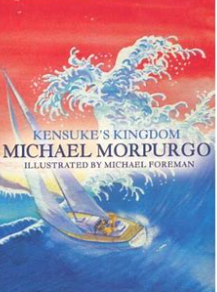 KENSUKE'S KINGDOM
MICHAEL MORPURGO
ILLUSTRATED BY MICHAEL FOREMAN